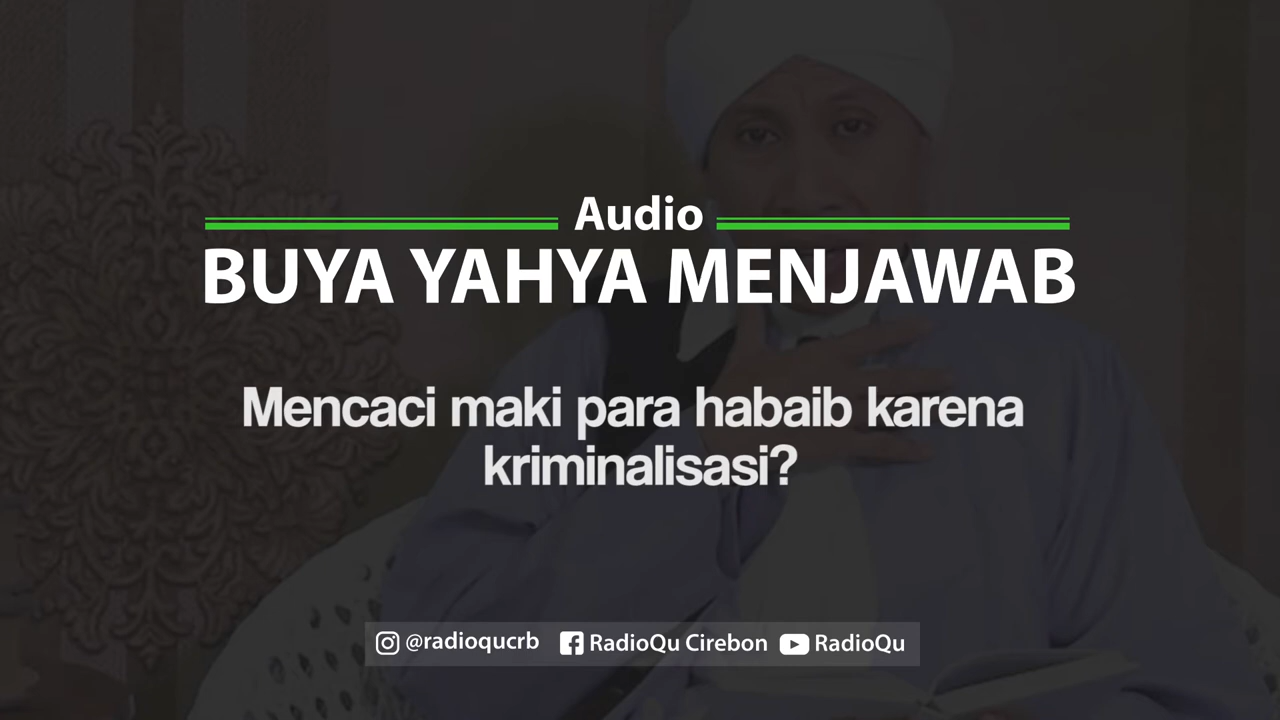 Audio
BUYA YAHYA MENJAWAB
Mencaci maki para habaib karena
kriminalisasi?
@radioqucrb RadioQu Cirebon RadioQu